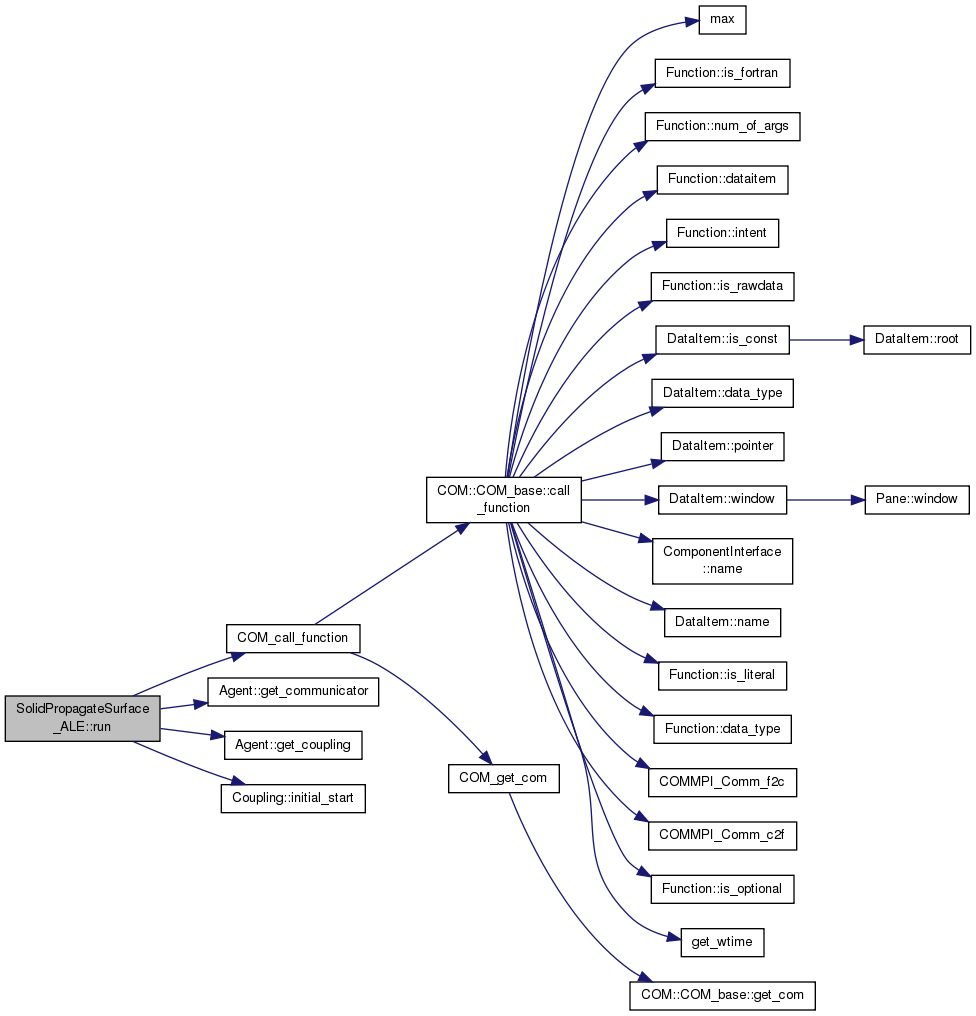 max
Function::is_fortran
Function::num_of_args
Function::dataitem
Function::intent
Function::is_rawdata
DataItem::is_const
DataItem::root
DataItem::data_type
DataItem::pointer
COM::COM_base::call
_function
DataItem::window
Pane::window
ComponentInterface
::name
DataItem::name
COM_call_function
Function::is_literal
Agent::get_communicator
SolidPropagateSurface
_ALE::run
Function::data_type
Agent::get_coupling
COM_get_com
COMMPI_Comm_f2c
Coupling::initial_start
COMMPI_Comm_c2f
Function::is_optional
get_wtime
COM::COM_base::get_com